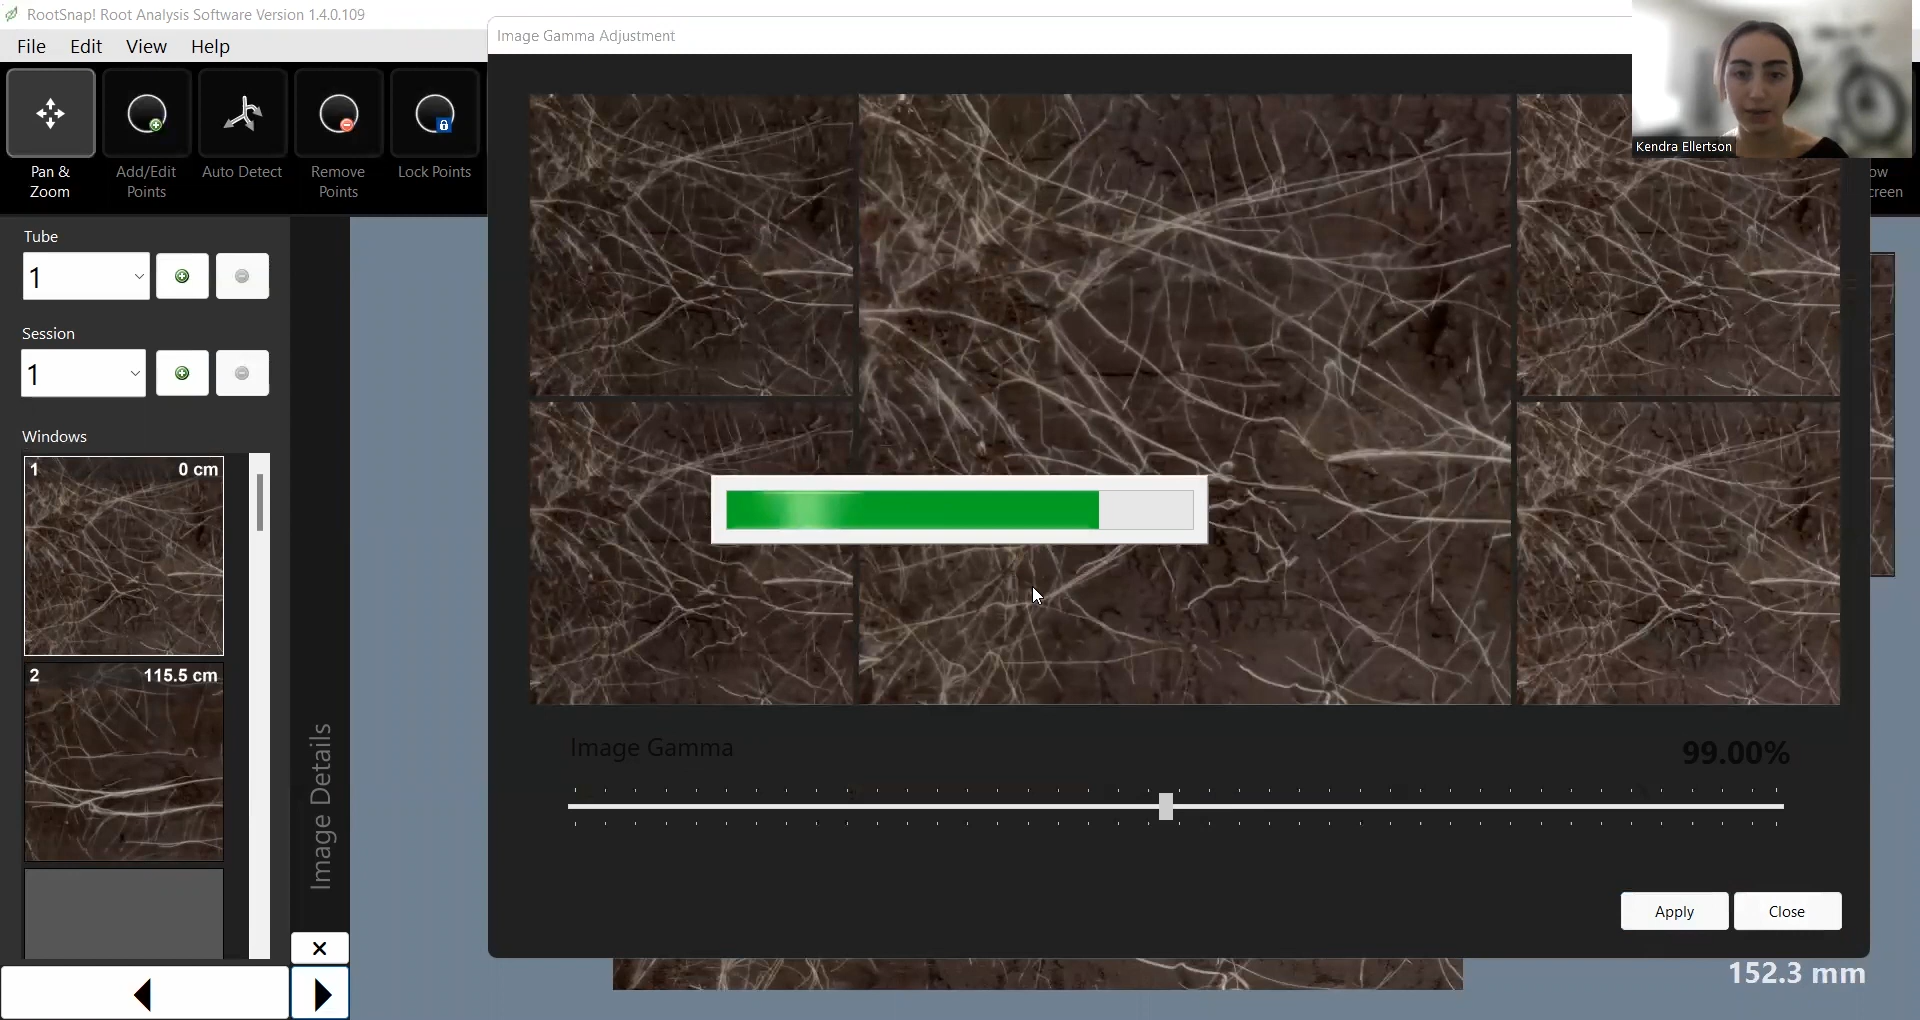 RootSnap! Root Analysis Software Version 1.4.0.109
File Edit View Help
Image Gamma Adjustment
Kendra Ellertson
Pan &
Zoom
Add/Edit
Points
Auto Detect
Remove
Points
Lock Points
ow
creen
Tube
1
Session
1
Windows
1 0 cm
2 115.5 cm
Image Details
Image Gamma
99.00%
Apply
Close
152.3 mm